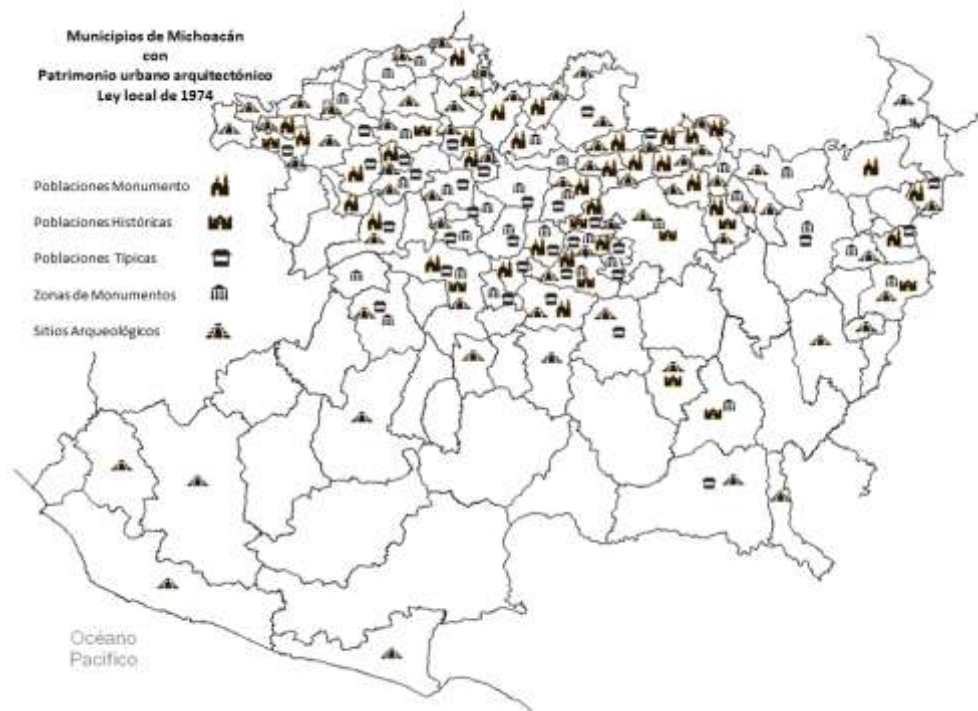 Municipios de Michoacán
con
Patrimonio urbano arquitectónico
Ley local de 1974
Poblaciones Monumento
Poblaciones Históricas
Poblaciones Típicas
Zonas de Monumentos
Sitios Arqueológicos
Océano
Pacífico